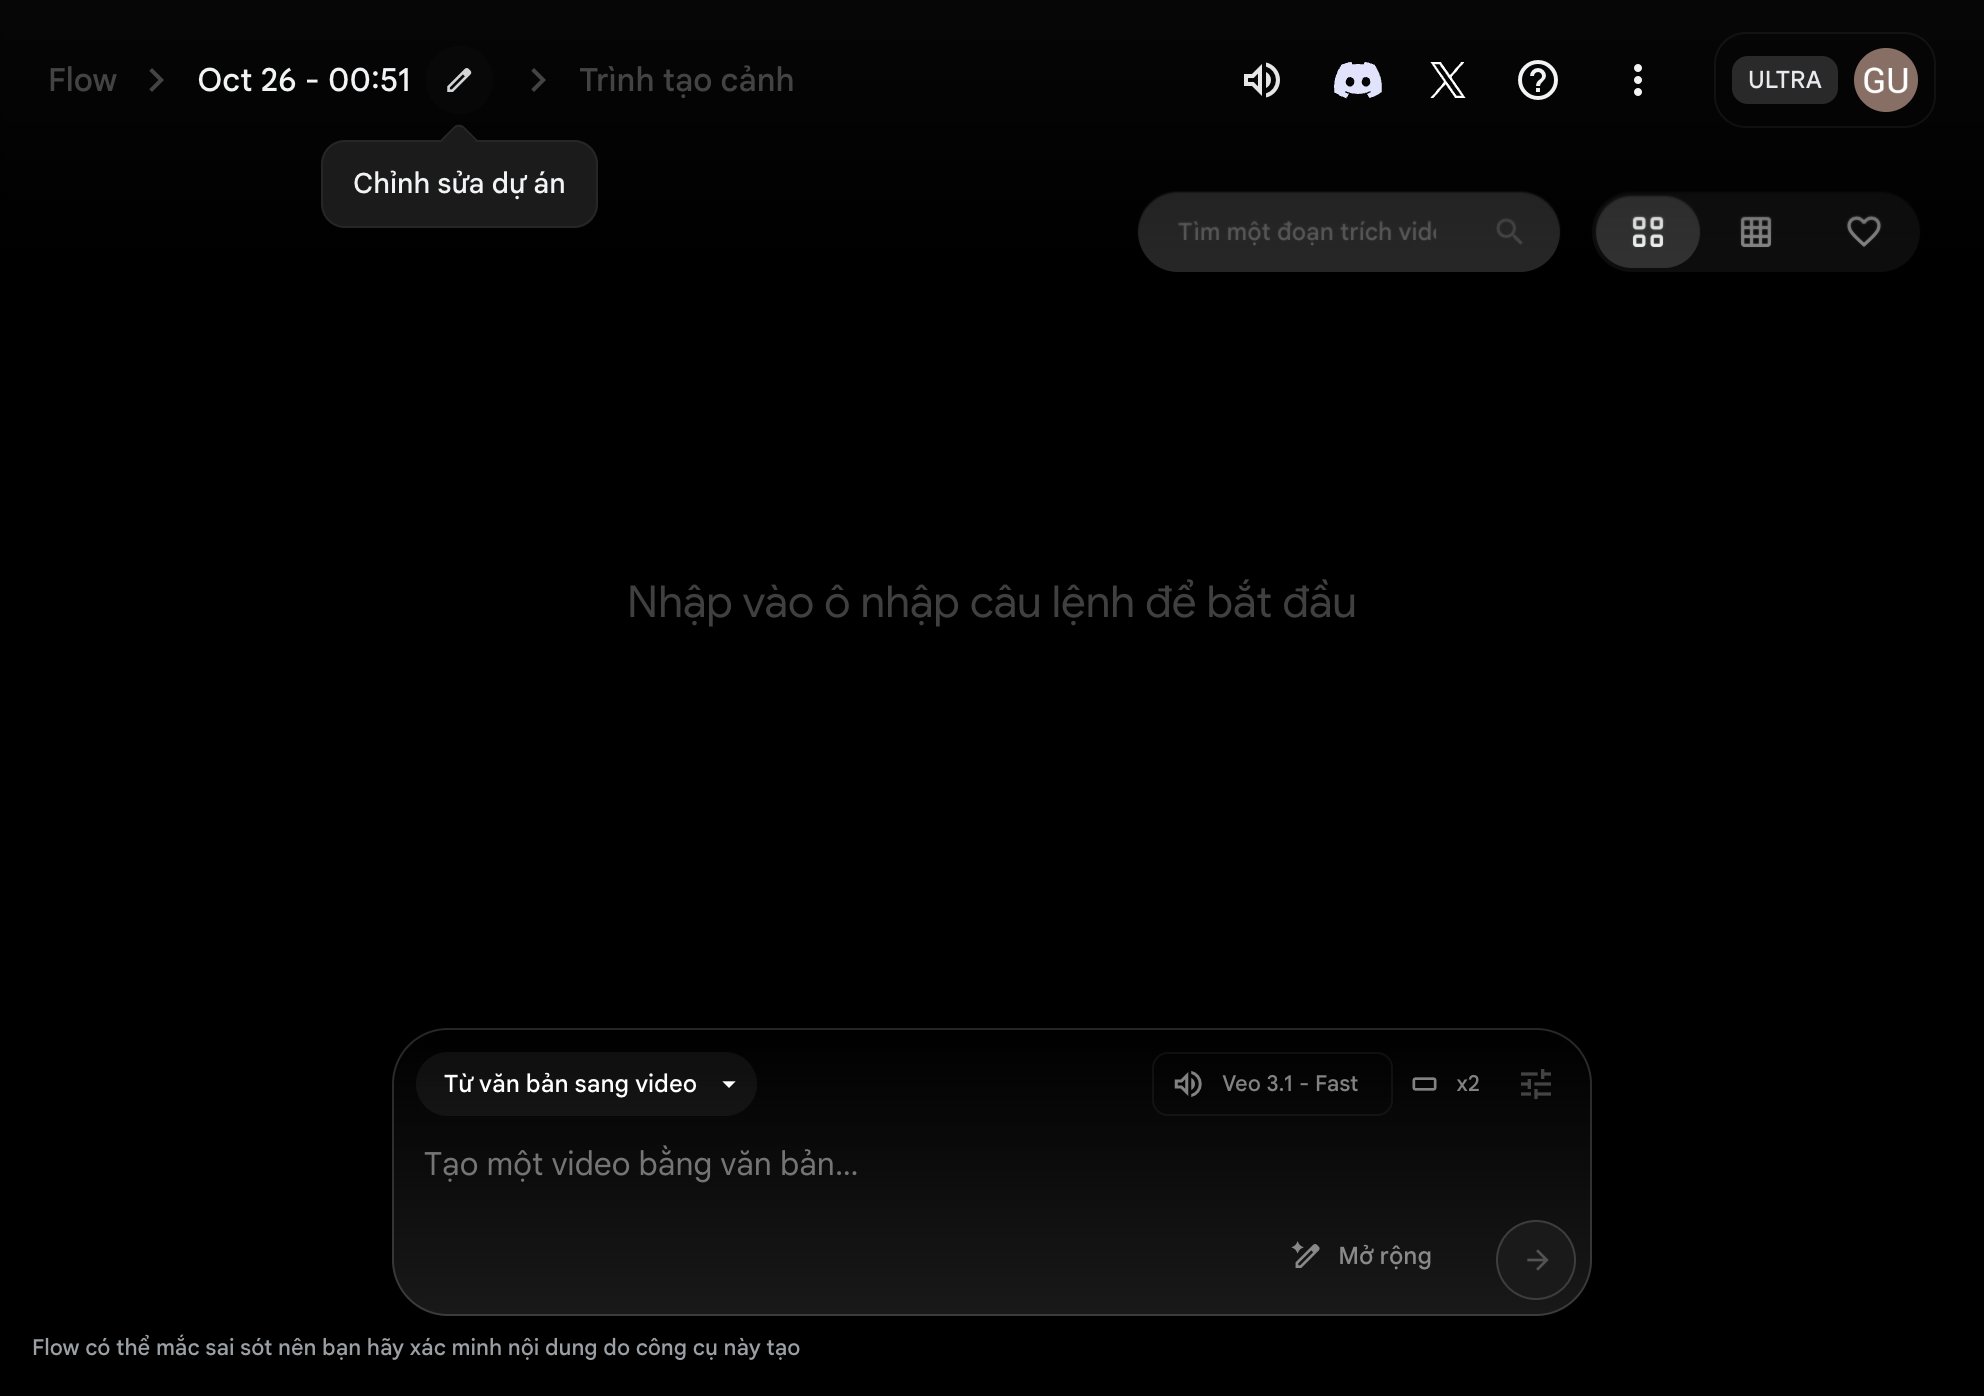 Flow
Oct 26 - 00:51
Trình tạo cảnh
ULTRA
GU
Chỉnh sửa dự án
Tìm một đoạn trích vide
Nhập vào ô nhập câu lệnh để bắt đầu
Từ văn bản sang video
Veo 3.1 - Fast
x2
Tạo một video bằng văn bản...
Mở rộng
Flow có thể mắc sai sót nên bạn hãy xác minh nội dung do công cụ này tạo